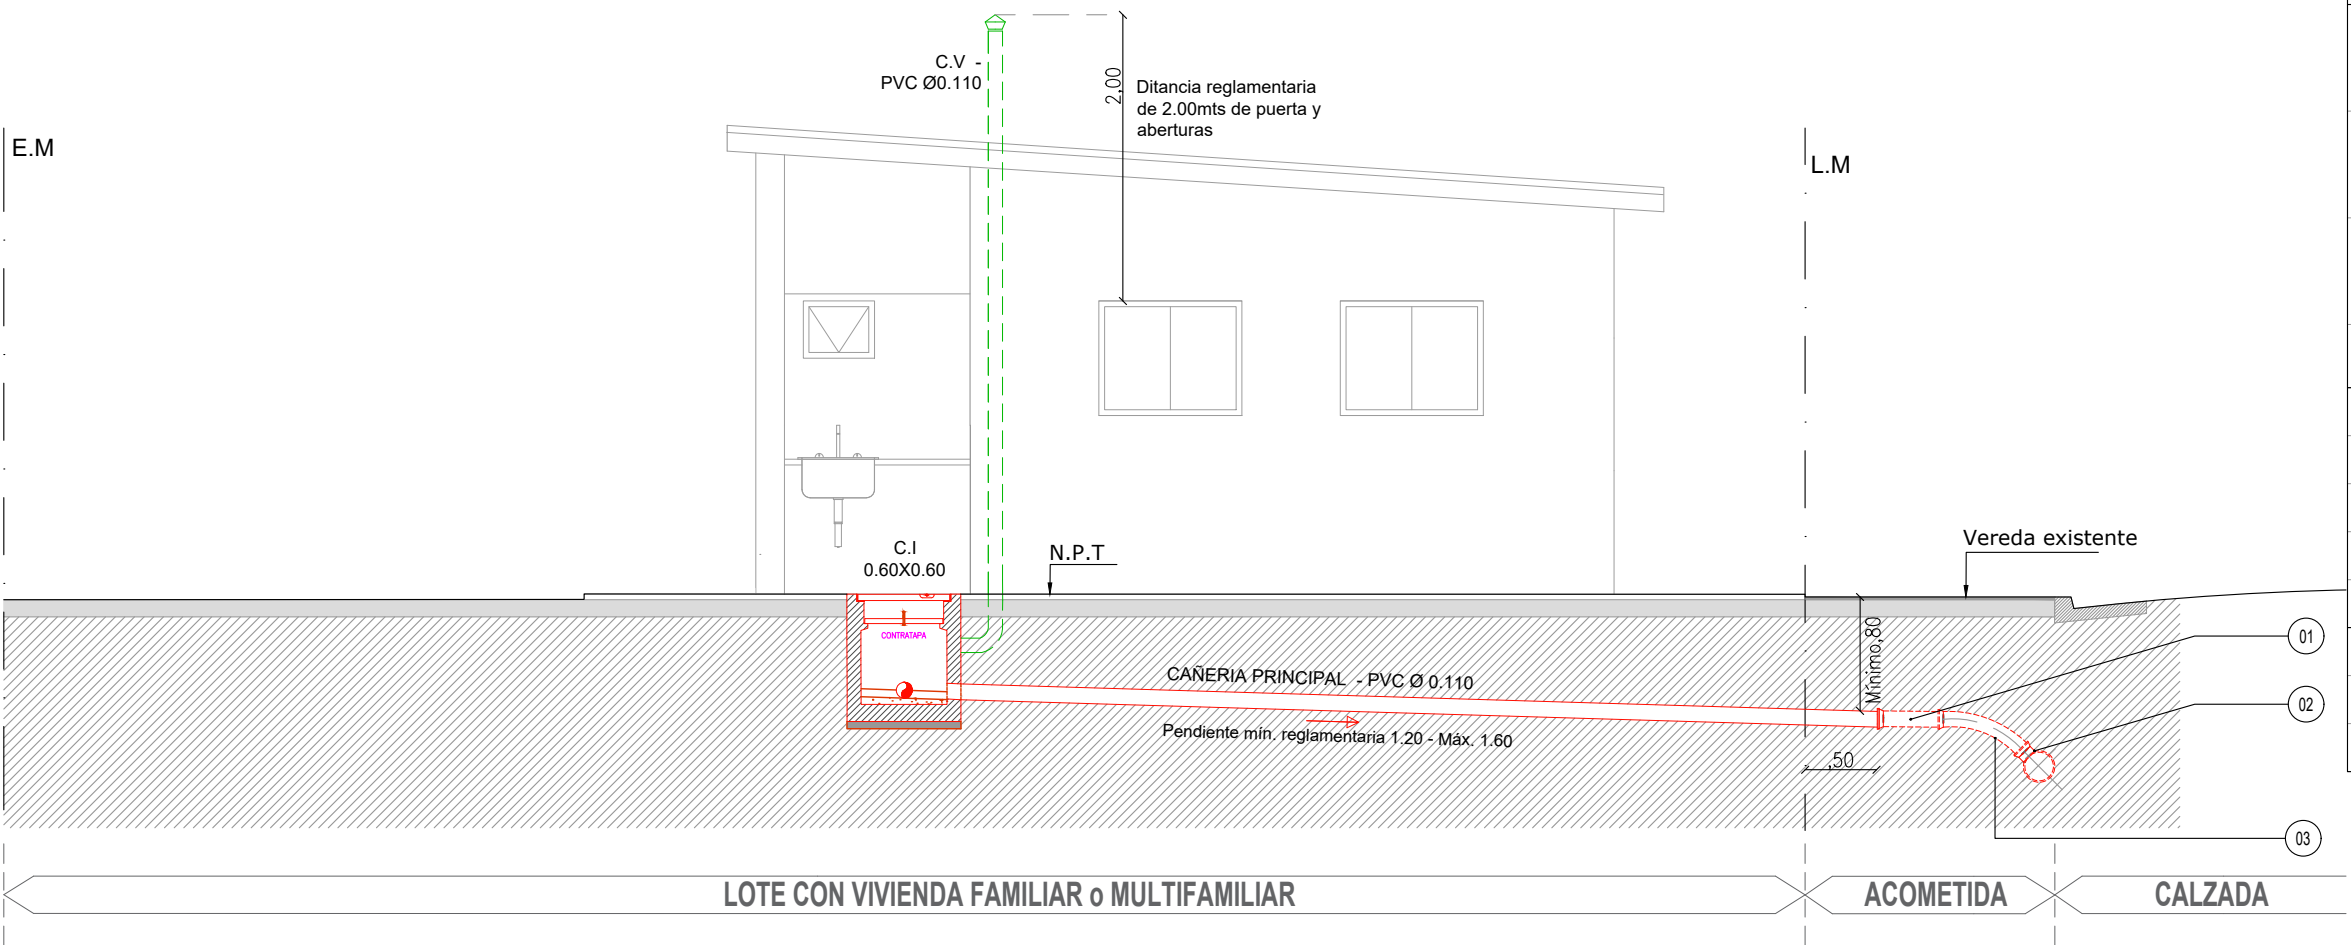 C.V -
PVC Ø0.110
2,00
Ditancia reglamentaria
de 2.00mts de puerta y
aberturas
E.M
L.M
C.I
0.60X0.60
N.P.T
Vereda existente
CONTRATAPA
Mínimo,80
01
CAÑERIA PRINCIPAL - PVC Ø 0.110
02
Pendiente mín. reglamentaria 1.20 - Máx. 1.60
,50
03
LOTE CON VIVIENDA FAMILIAR o MULTIFAMILIAR
ACOMETIDA
CALZADA